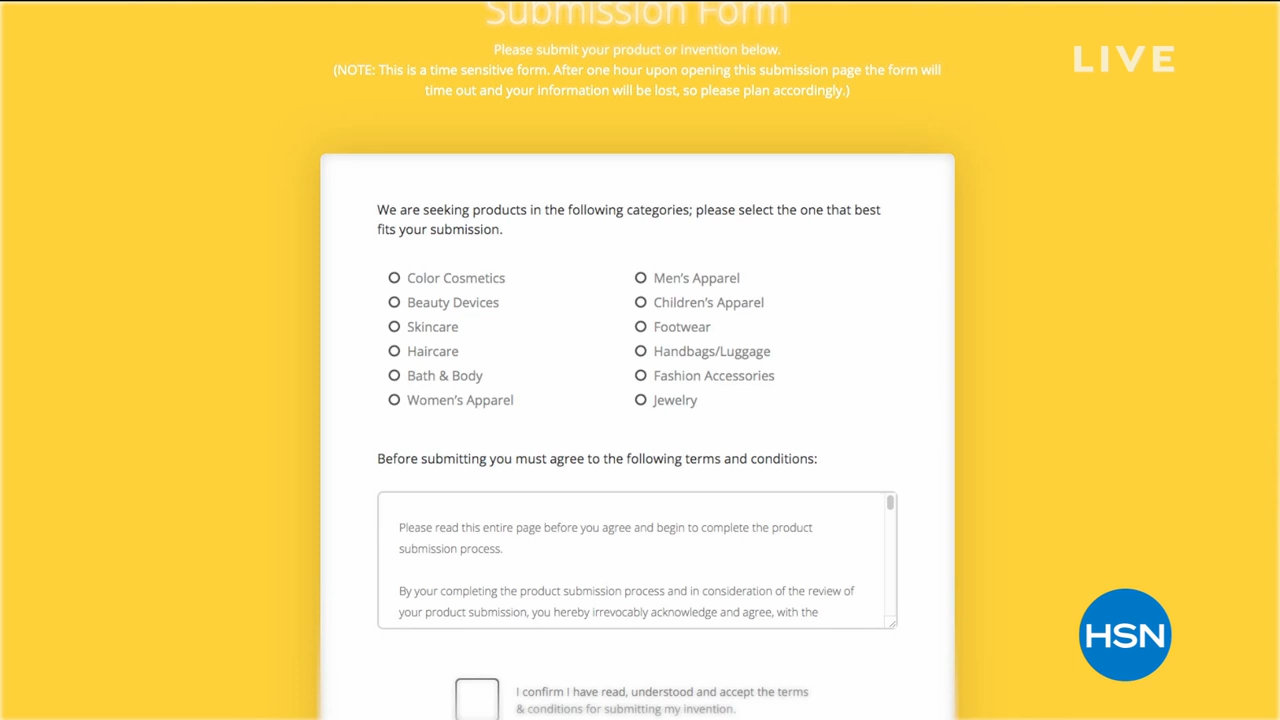 Submission Form
Please submit your product or invention below.
(NOTE: This is a time sensitive form. After one hour upon opening this submission page the form will
time out and your information will be lost, so please plan accordingly.)
LIVE
We are seeking products in the following categories; please select the one that best
fits your submission.
Color Cosmetics
Beauty Devices
Skincare
Haircare
Bath & Body
Women's Apparel
Men's Apparel
Children's Apparel
Footwear
Handbags/Luggage
Fashion Accessories
Jewelry
Before submitting you must agree to the following terms and conditions:
Please read this entire page before you agree and begin to complete the product
submission process.
By your completing the product submission process and in consideration of the review of
your product submission, you hereby irrevocably acknowledge and agree, with the
I confirm I have read, understood and accept the terms
& conditions for submitting my invention.
HSN